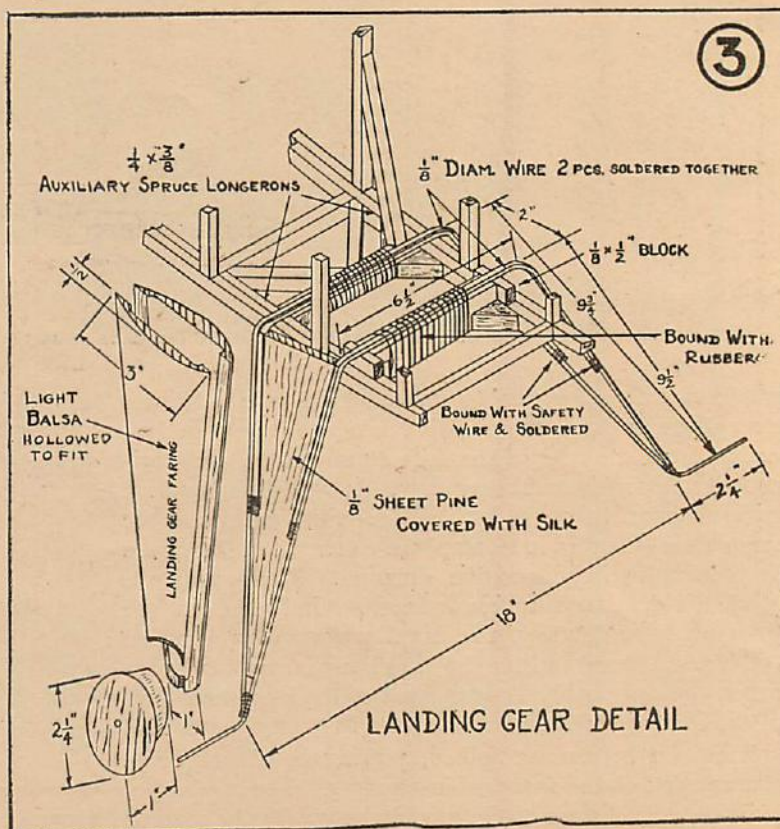 3
1/4 x 3/8"
AUXILIARY SPRUCE LONGERONS
1/8" DIAM. WIRE 2 PCS. SOLDERED TOGETHER
2"
1/8 x 1/2" BLOCK
6 1/2"
9 3/4"
9 1/2"
1/2"
3"
BOUND WITH
RUBBER
LIGHT
BALSA
HOLLOWED
TO FIT
LANDING GEAR FARING
BOUND WITH SAFETY
WIRE & SOLDERED
1/8" SHEET PINE
COVERED WITH SILK
2 1/4"
18"
2 1/4"
1"
1"
LANDING GEAR DETAIL